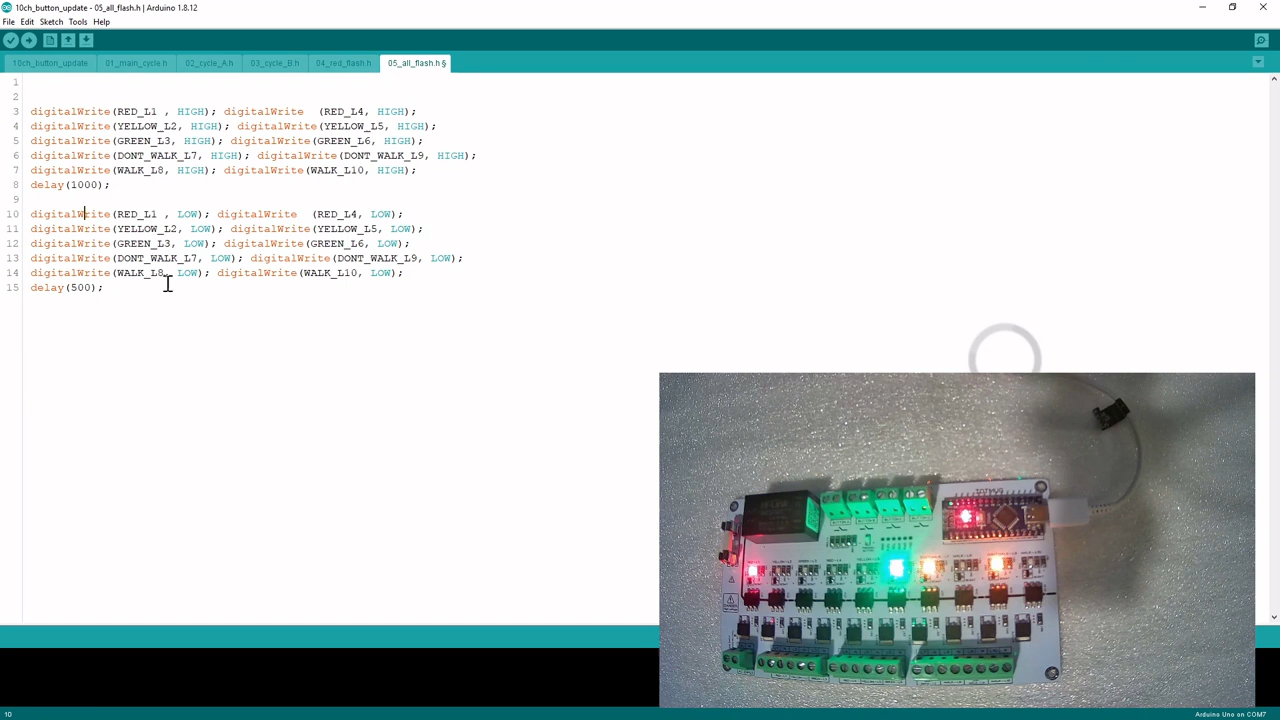 10ch_button_update - 05_all_flash.h | Arduino 1.8.12
File Edit Sketch Tools Help
10ch_button_update 01_main_cycle.h 02_cycle_A.h 03_cycle_B.h 04_red_flash.h 05_all_flash.h §
1
2
3 digitalWrite(RED_L1 , HIGH); digitalWrite  (RED_L4, HIGH);
4 digitalWrite(YELLOW_L2, HIGH); digitalWrite(YELLOW_L5, HIGH);
5 digitalWrite(GREEN_L3, HIGH); digitalWrite(GREEN_L6, HIGH);
6 digitalWrite(DONT_WALK_L7, HIGH); digitalWrite(DONT_WALK_L9, HIGH);
7 digitalWrite(WALK_L8, HIGH); digitalWrite(WALK_L10, HIGH);
8 delay(1000);
9
10 digitalWrite(RED_L1 , LOW); digitalWrite  (RED_L4, LOW);
11 digitalWrite(YELLOW_L2, LOW); digitalWrite(YELLOW_L5, LOW);
12 digitalWrite(GREEN_L3, LOW); digitalWrite(GREEN_L6, LOW);
13 digitalWrite(DONT_WALK_L7, LOW); digitalWrite(DONT_WALK_L9, LOW);
14 digitalWrite(WALK_L8, LOW); digitalWrite(WALK_L10, LOW);
15 delay(500);
10
Arduino Uno on COM7